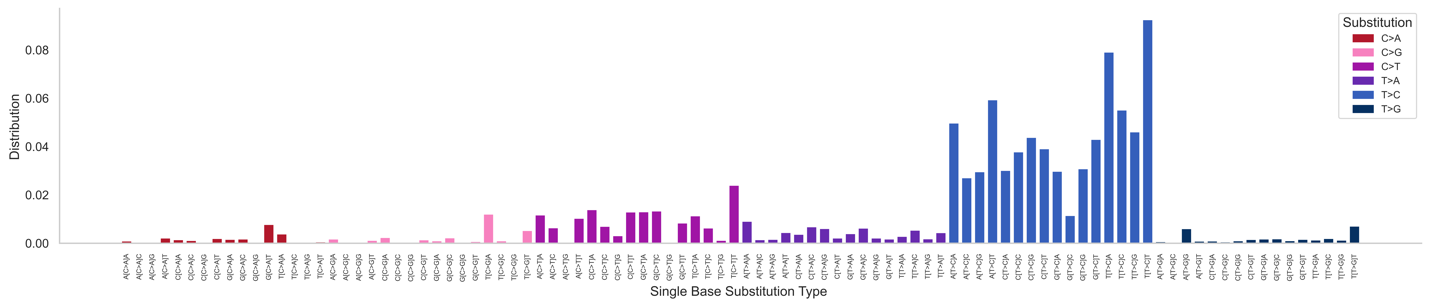 0.08
0.06
0.04
0.02
0.00
Distribution
Substitution
C>A
C>G
C>T
T>A
T>C
T>G
A[C>A]A
A[C>A]C
A[C>A]G
A[C>A]T
C[C>A]A
C[C>A]C
C[C>A]G
C[C>A]T
G[C>A]A
G[C>A]C
G[C>A]G
G[C>A]T
T[C>A]A
T[C>A]C
T[C>A]G
T[C>A]T
A[C>G]A
A[C>G]C
A[C>G]G
A[C>G]T
C[C>G]A
C[C>G]C
C[C>G]G
C[C>G]T
G[C>G]A
G[C>G]C
G[C>G]G
G[C>G]T
T[C>G]A
T[C>G]C
T[C>G]G
T[C>G]T
A[C>T]A
A[C>T]C
A[C>T]G
A[C>T]T
C[C>T]A
C[C>T]C
C[C>T]G
C[C>T]T
G[C>T]A
G[C>T]C
G[C>T]G
G[C>T]T
T[C>T]A
T[C>T]C
T[C>T]G
T[C>T]T
A[T>A]A
A[T>A]C
A[T>A]G
A[T>A]T
C[T>A]A
C[T>A]C
C[T>A]G
C[T>A]T
G[T>A]A
G[T>A]C
G[T>A]G
G[T>A]T
T[T>A]A
T[T>A]C
T[T>A]G
T[T>A]T
A[T>C]A
A[T>C]C
A[T>C]G
A[T>C]T
C[T>C]A
C[T>C]C
C[T>C]G
C[T>C]T
G[T>C]A
G[T>C]C
G[T>C]G
G[T>C]T
T[T>C]A
T[T>C]C
T[T>C]G
T[T>C]T
A[T>G]A
A[T>G]C
A[T>G]G
A[T>G]T
C[T>G]A
C[T>G]C
C[T>G]G
C[T>G]T
G[T>G]A
G[T>G]C
G[T>G]G
G[T>G]T
T[T>G]A
T[T>G]C
T[T>G]G
T[T>G]T
Single Base Substitution Type